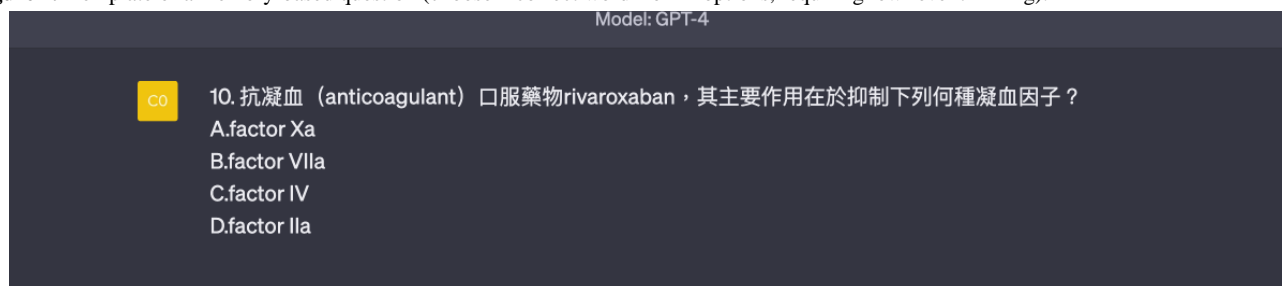 Model: GPT-4
CO
10. 抗凝血（anticoagulant）口服藥物rivaroxaban，其主要作用在於抑制下列何種凝血因子？
A.factor Xa
B.factor VIIa
C.factor IV
D.factor IIa